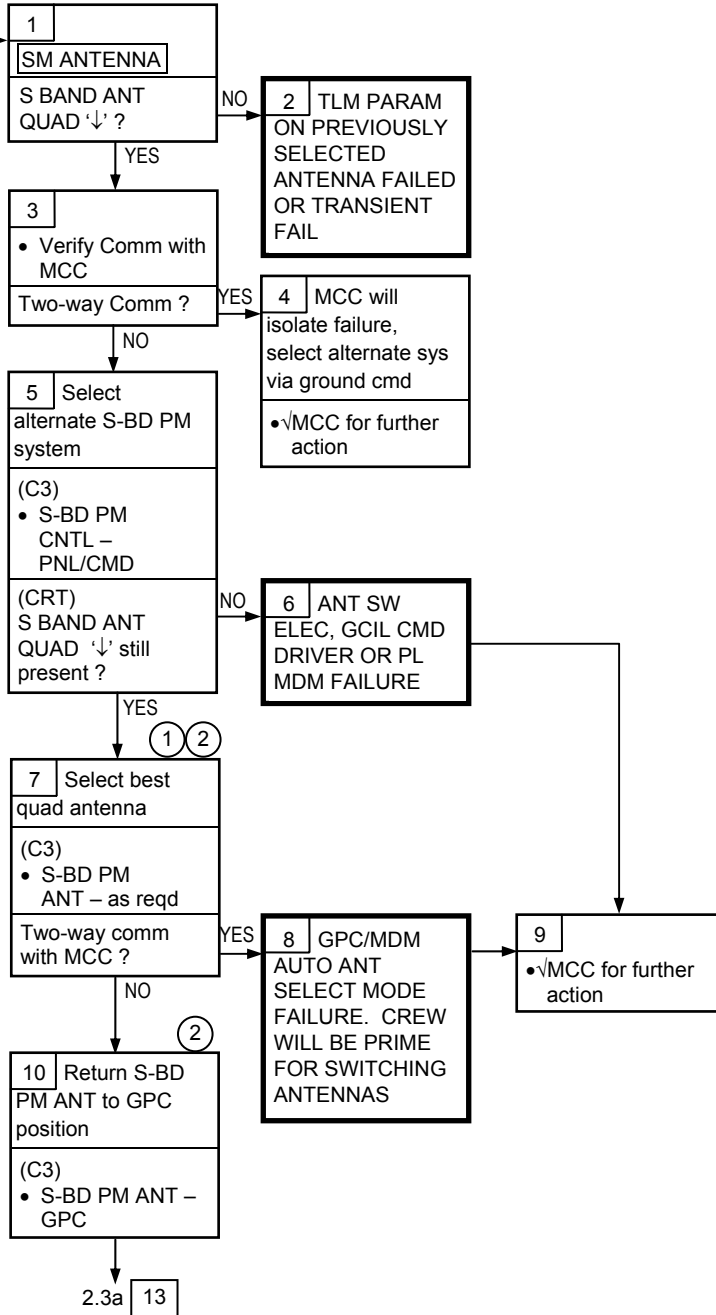 1
SM ANTENNA
S BAND ANT
QUAD ‘↓’ ?
NO
YES
2 TLM PARAM
ON PREVIOUSLY
SELECTED
ANTENNA FAILED
OR TRANSIENT
FAIL
3
• Verify Comm with
MCC
Two-way Comm ?
YES
NO
4 MCC will
isolate failure,
select alternate sys
via ground cmd
•√MCC for further
action
5 Select
alternate S-BD PM
system
(C3)
• S-BD PM
CNTL –
PNL/CMD
(CRT)
S BAND ANT
QUAD ‘↓’ still
present ?
NO
YES
6 ANT SW
ELEC, GCIL CMD
DRIVER OR PL
MDM FAILURE
1 2
7 Select best
quad antenna
(C3)
• S-BD PM
ANT – as reqd
Two-way comm
with MCC ?
YES
NO
8 GPC/MDM
AUTO ANT
SELECT MODE
FAILURE. CREW
WILL BE PRIME
FOR SWITCHING
ANTENNAS
9
•√MCC for further
action
2
10 Return S-BD
PM ANT to GPC
position
(C3)
• S-BD PM ANT –
GPC
2.3a 13